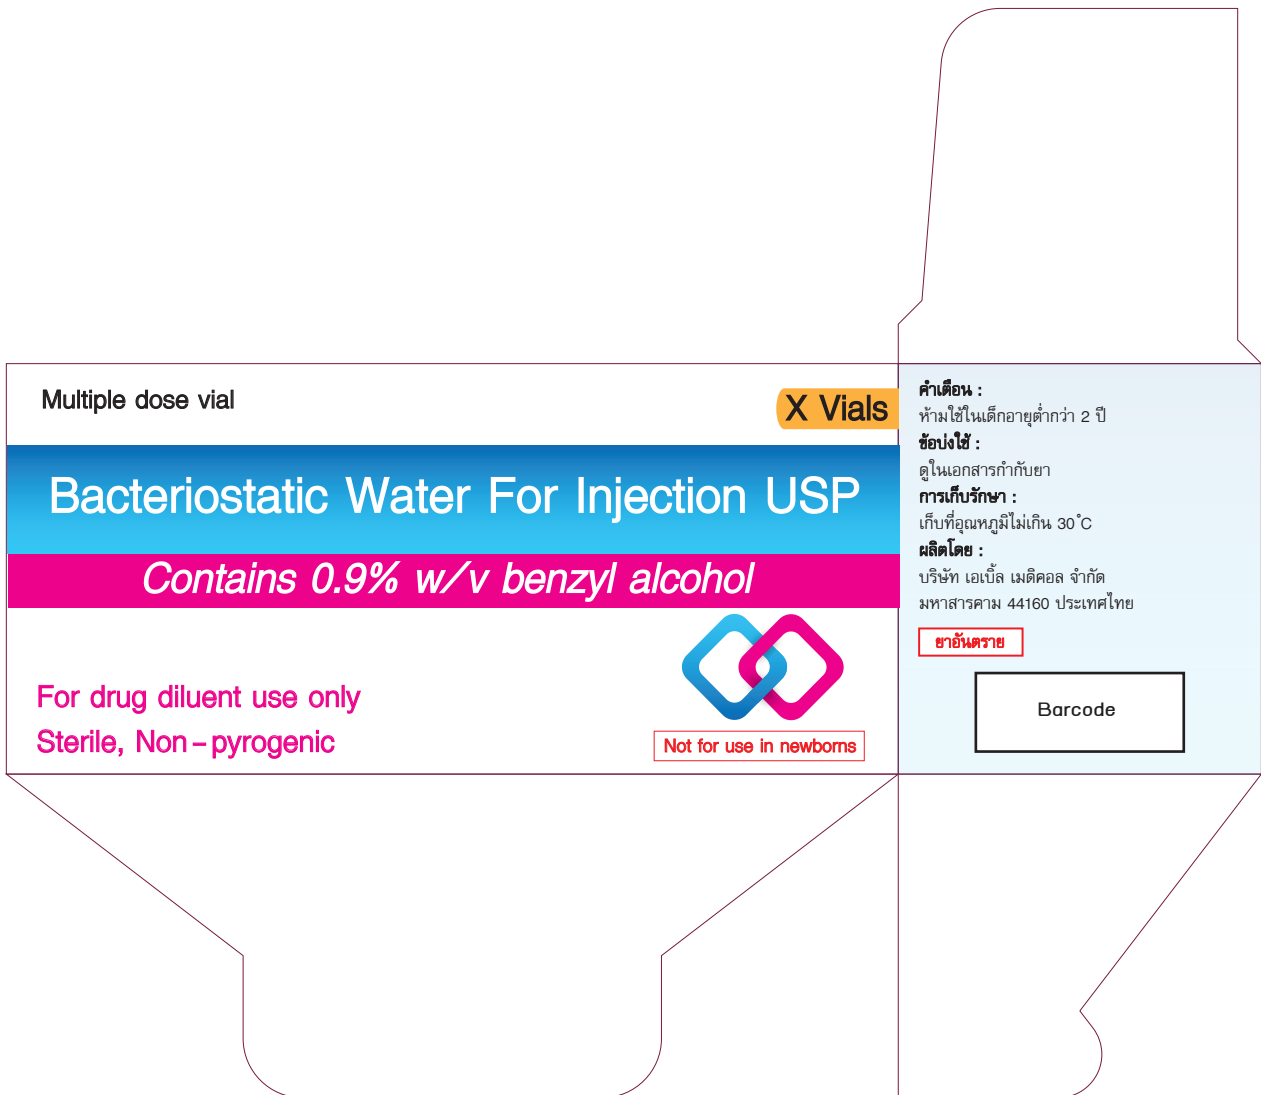 Multiple dose vial
X Vials
Bacteriostatic Water For Injection USP
Contains 0.9% w/v benzyl alcohol
For drug diluent use only
Sterile, Non-pyrogenic
Not for use in newborns
คำเตือน :
ห้ามใช้ในเด็กอายุต่ำกว่า 2 ปี
ข้อบ่งใช้ :
ดูในเอกสารกำกับยา
การเก็บรักษา :
เก็บที่อุณหภูมิไม่เกิน 30˚C
ผลิตโดย :
บริษัท เอเบิ้ล เมดิคอล จำกัด
มหาสารคาม 44160 ประเทศไทย
ยาอันตราย
Barcode